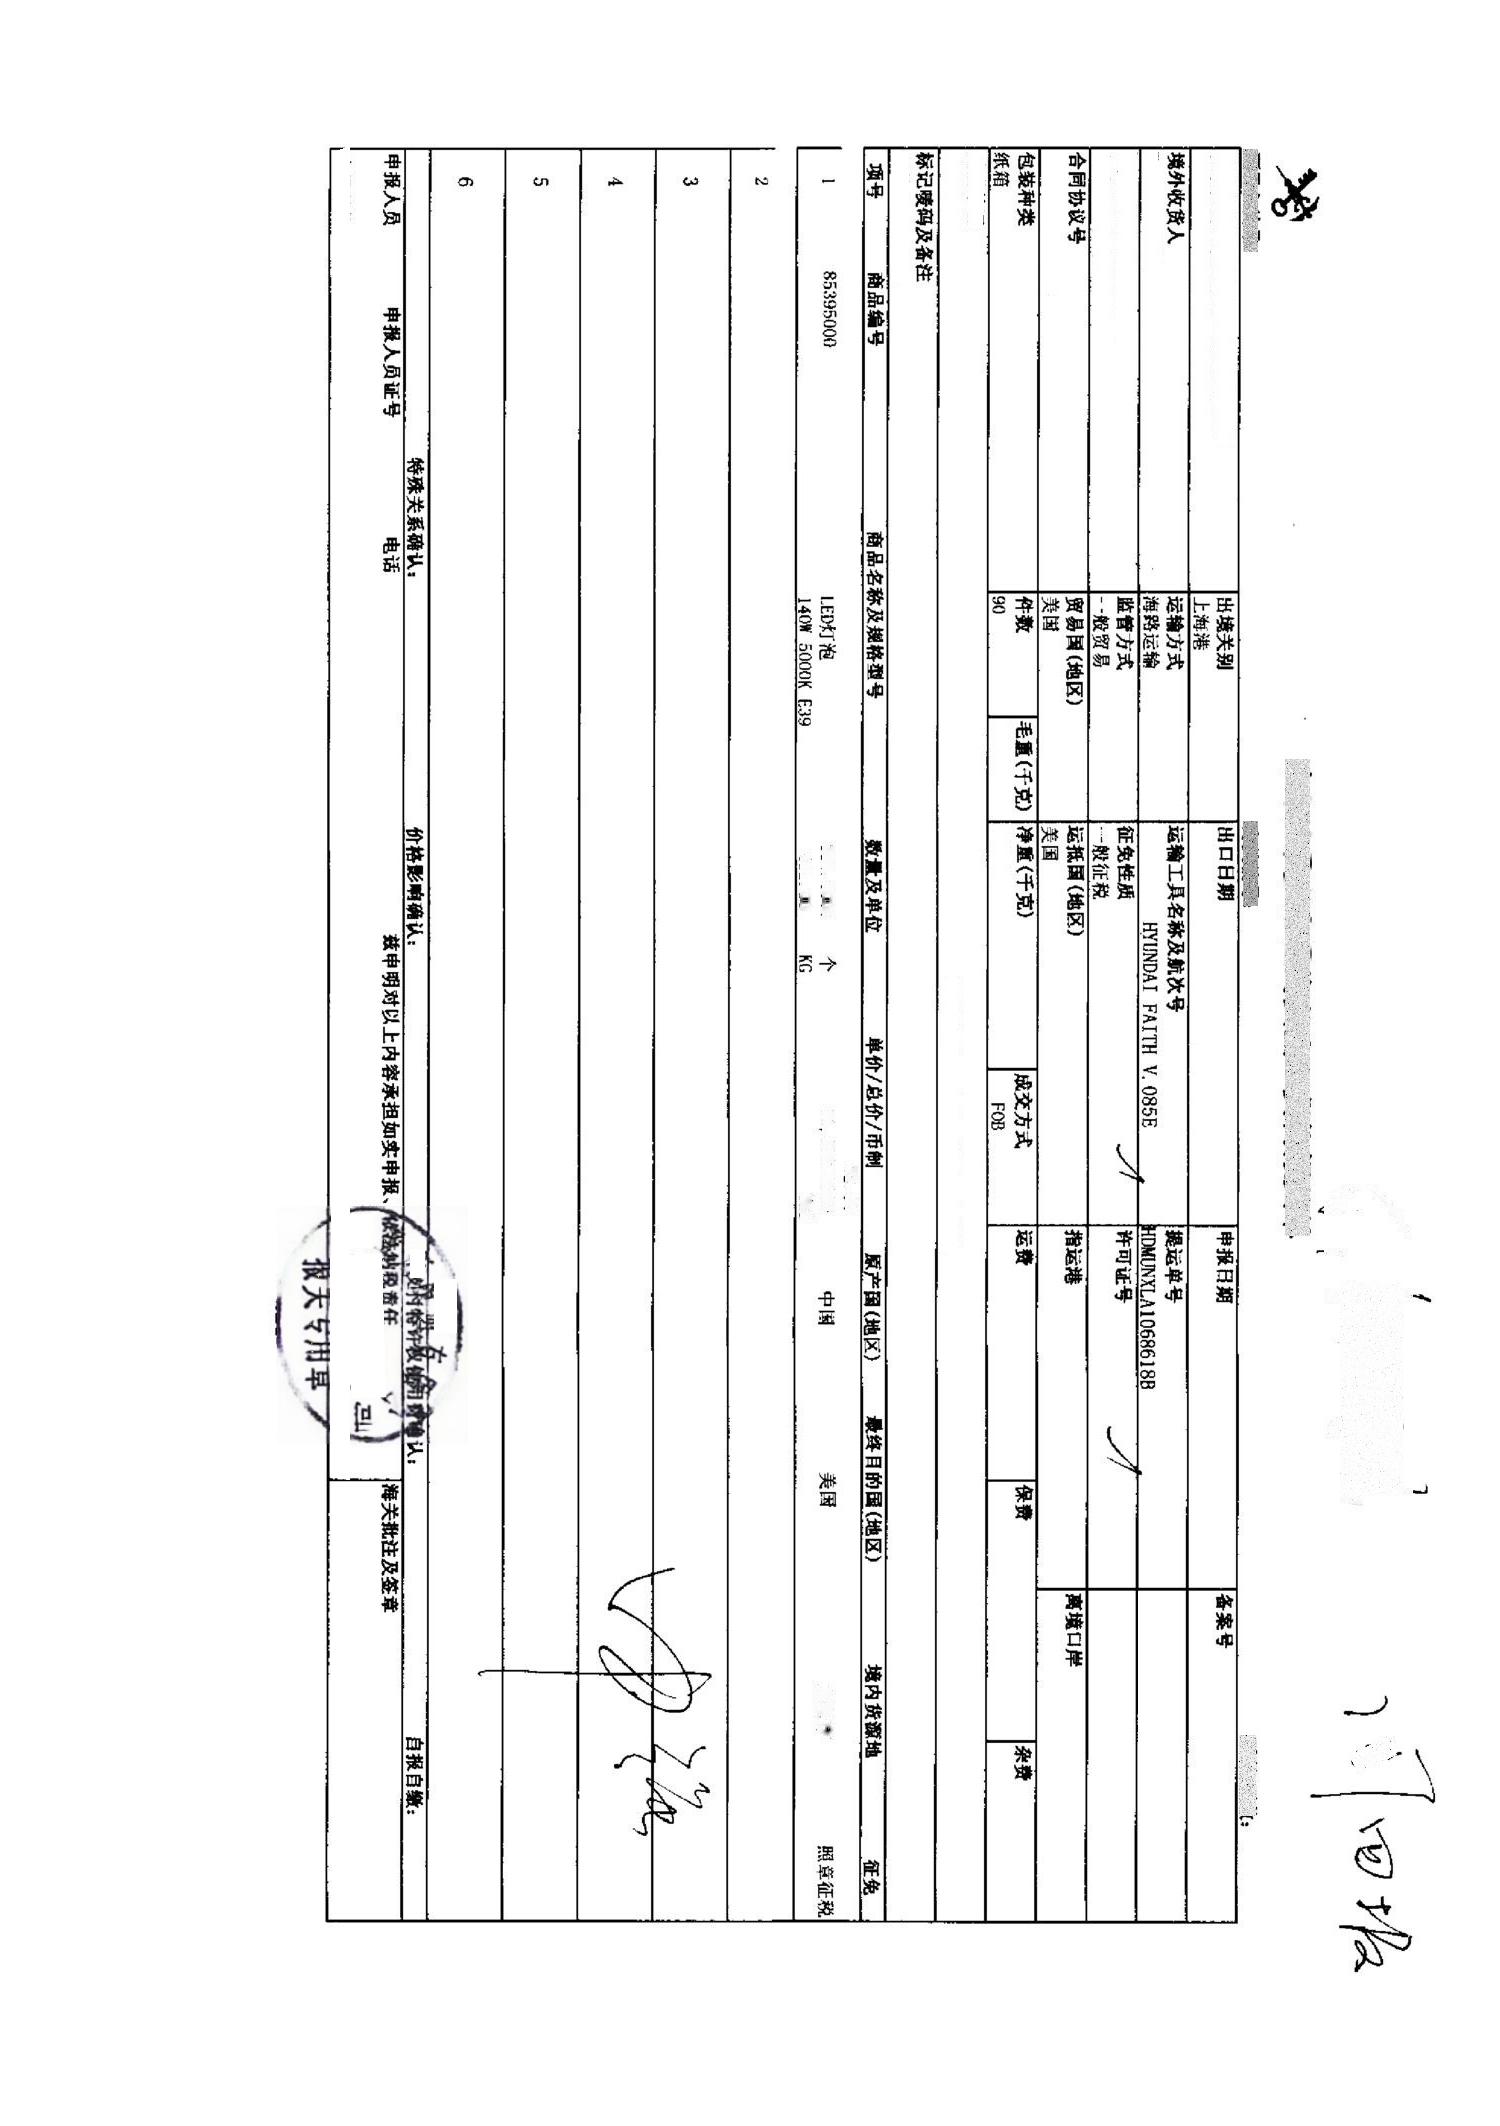 出境关别
出口日期
申报日期
备案号
上海港
境外收货人
运输方式
运输工具名称及航次号
提运单号
海路运输
HYUNDAI FAITH V.085E
HDMUNXLA1068618B
监管方式
征免性质
许可证号
一般贸易
一般征税
合同协议号
贸易国(地区)
运抵国(地区)
指运港
离境口岸
美国
美国
包装种类
件数
毛重(千克)
净重(千克)
成交方式
运费
保费
杂费
纸箱
90
FOB
标记唛码及备注
项号 商品编号 商品名称及规格型号 数量及单位 单价/总价/币制 原产国(地区) 最终目的国(地区) 境内货源地 征免
1 85395000 LED灯泡 个 中国 美国 照章征税
140W 5000K E39 KG
2
3
4
5
6
特殊关系确认: 价格影响确认: 支付特许权使用费确认: 自报自缴:
申报人员 申报人员证号 电话 兹申明对以上内容承担如实申报、依法纳税责任 海关批注及签章
报关专用章